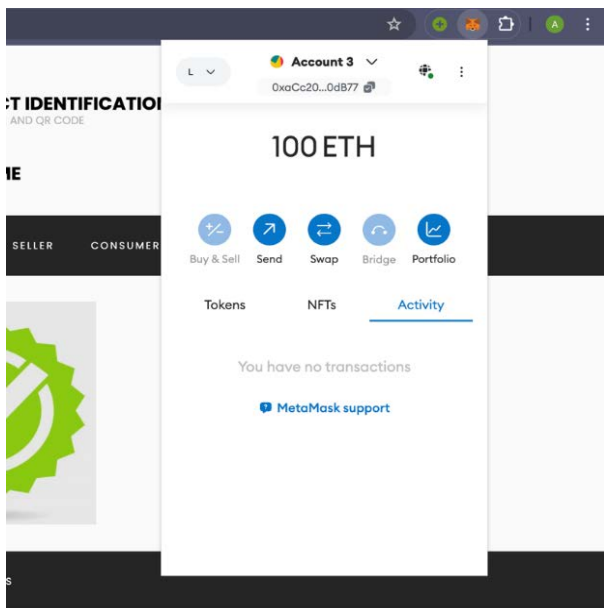 L
Account 3
0xaCc20...0dB77
A
CT IDENTIFICATIO
AND QR CODE
ME
100 ETH
SELLER CONSUMER
Buy & Sell Send Swap Bridge Portfolio
Tokens NFTs Activity
You have no transactions
MetaMask support
S